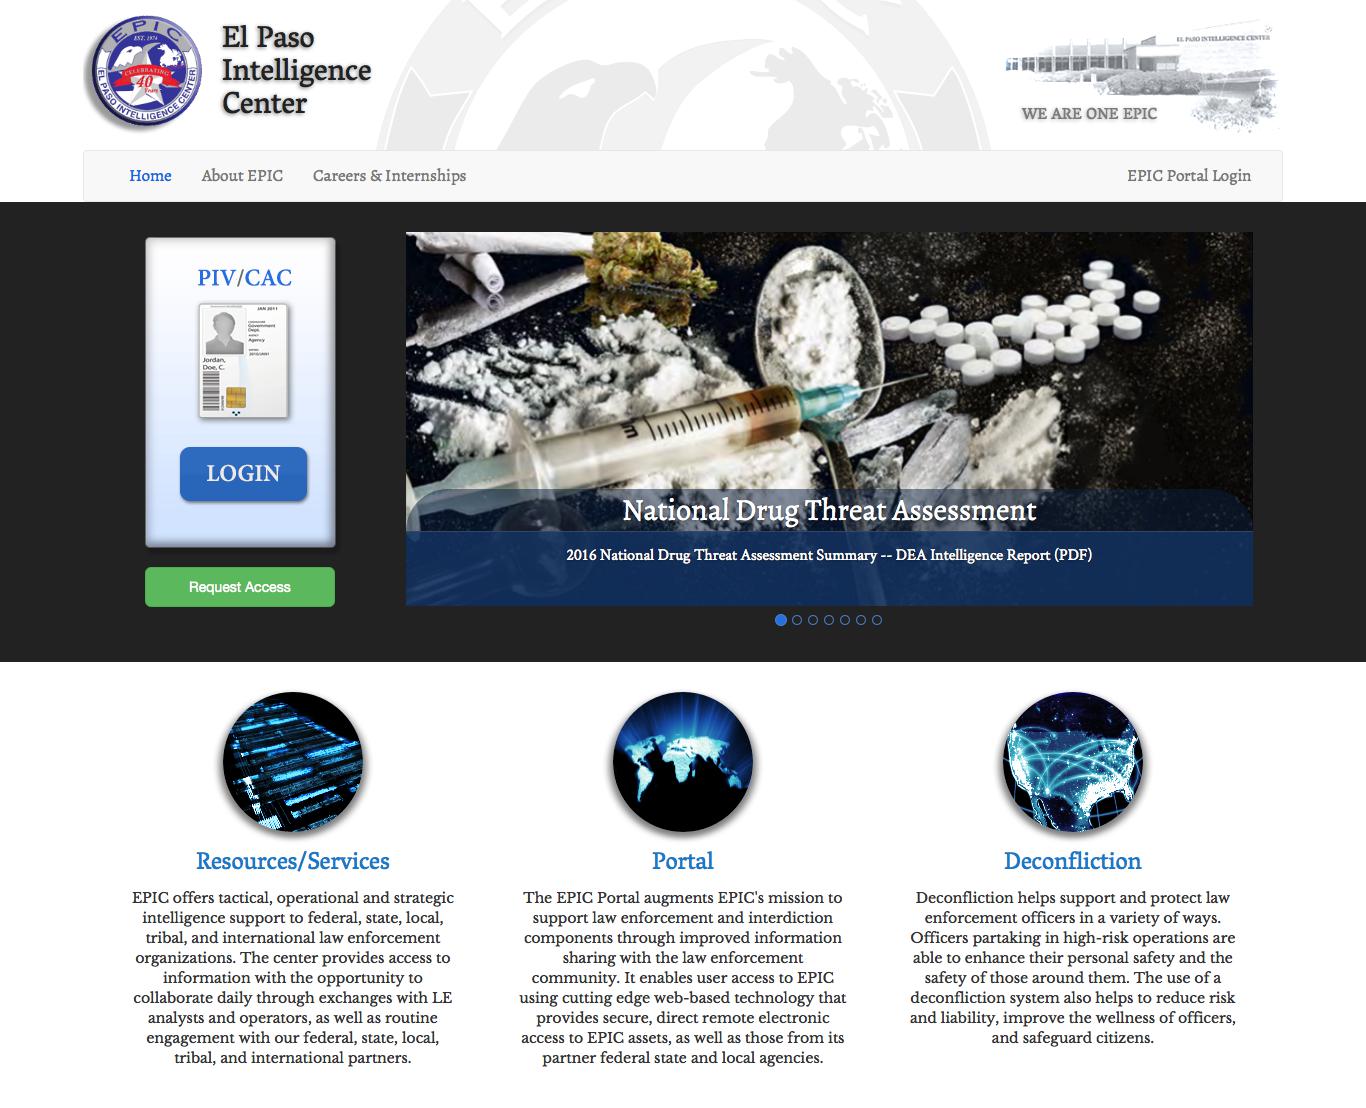 EPIC
EST. 1974
CELEBRATING
40
Years
EL PASO INTELLIGENCE CENTER
El Paso
Intelligence
Center
EL PASO INTELLIGENCE CENTER
WE ARE ONE EPIC
Home
About EPIC
Careers & Internships
EPIC Portal Login
PIV/CAC
JAN 2011
Government
Dept.
Agency
Jordan,
Doe, C.
LOGIN
Request Access
National Drug Threat Assessment
2016 National Drug Threat Assessment Summary -- DEA Intelligence Report (PDF)
Resources/Services
EPIC offers tactical, operational and strategic
intelligence support to federal, state, local,
tribal, and international law enforcement
organizations. The center provides access to
information with the opportunity to
collaborate daily through exchanges with LE
analysts and operators, as well as routine
engagement with our federal, state, local,
tribal, and international partners.
Portal
The EPIC Portal augments EPIC's mission to
support law enforcement and interdiction
components through improved information
sharing with the law enforcement
community. It enables user access to EPIC
using cutting edge web-based technology that
provides secure, direct remote electronic
access to EPIC assets, as well as those from its
partner federal state and local agencies.
Deconfliction
Deconfliction helps support and protect law
enforcement officers in a variety of ways.
Officers partaking in high-risk operations are
able to enhance their personal safety and the
safety of those around them. The use of a
deconfliction system also helps to reduce risk
and liability, improve the wellness of officers,
and safeguard citizens.